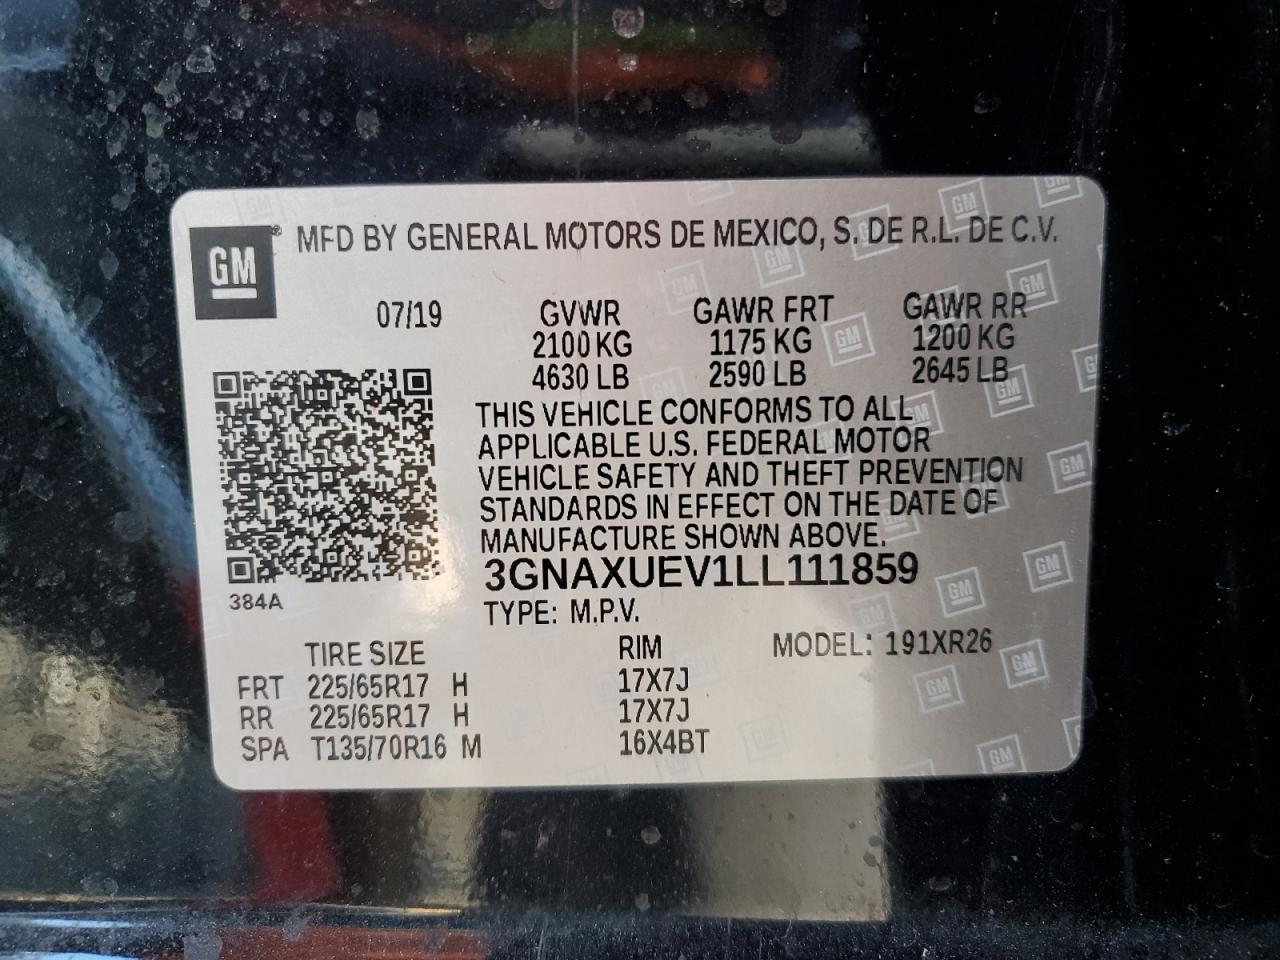 GM
MFD BY GENERAL MOTORS DE MEXICO, S. DE R.L. DE C.V.
07/19 GVWR GAWR FRT GAWR RR
2100 KG 1175 KG 1200 KG
4630 LB 2590 LB 2645 LB
THIS VEHICLE CONFORMS TO ALL
APPLICABLE U.S. FEDERAL MOTOR
VEHICLE SAFETY AND THEFT PREVENTION
STANDARDS IN EFFECT ON THE DATE OF
MANUFACTURE SHOWN ABOVE.
3GNAXUEV1LL111859
384A
TYPE: M.P.V.
TIRE SIZE RIM MODEL: 191XR26
FRT 225/65R17 H 17X7J
RR 225/65R17 H 17X7J
SPA T135/70R16 M 16X4BT